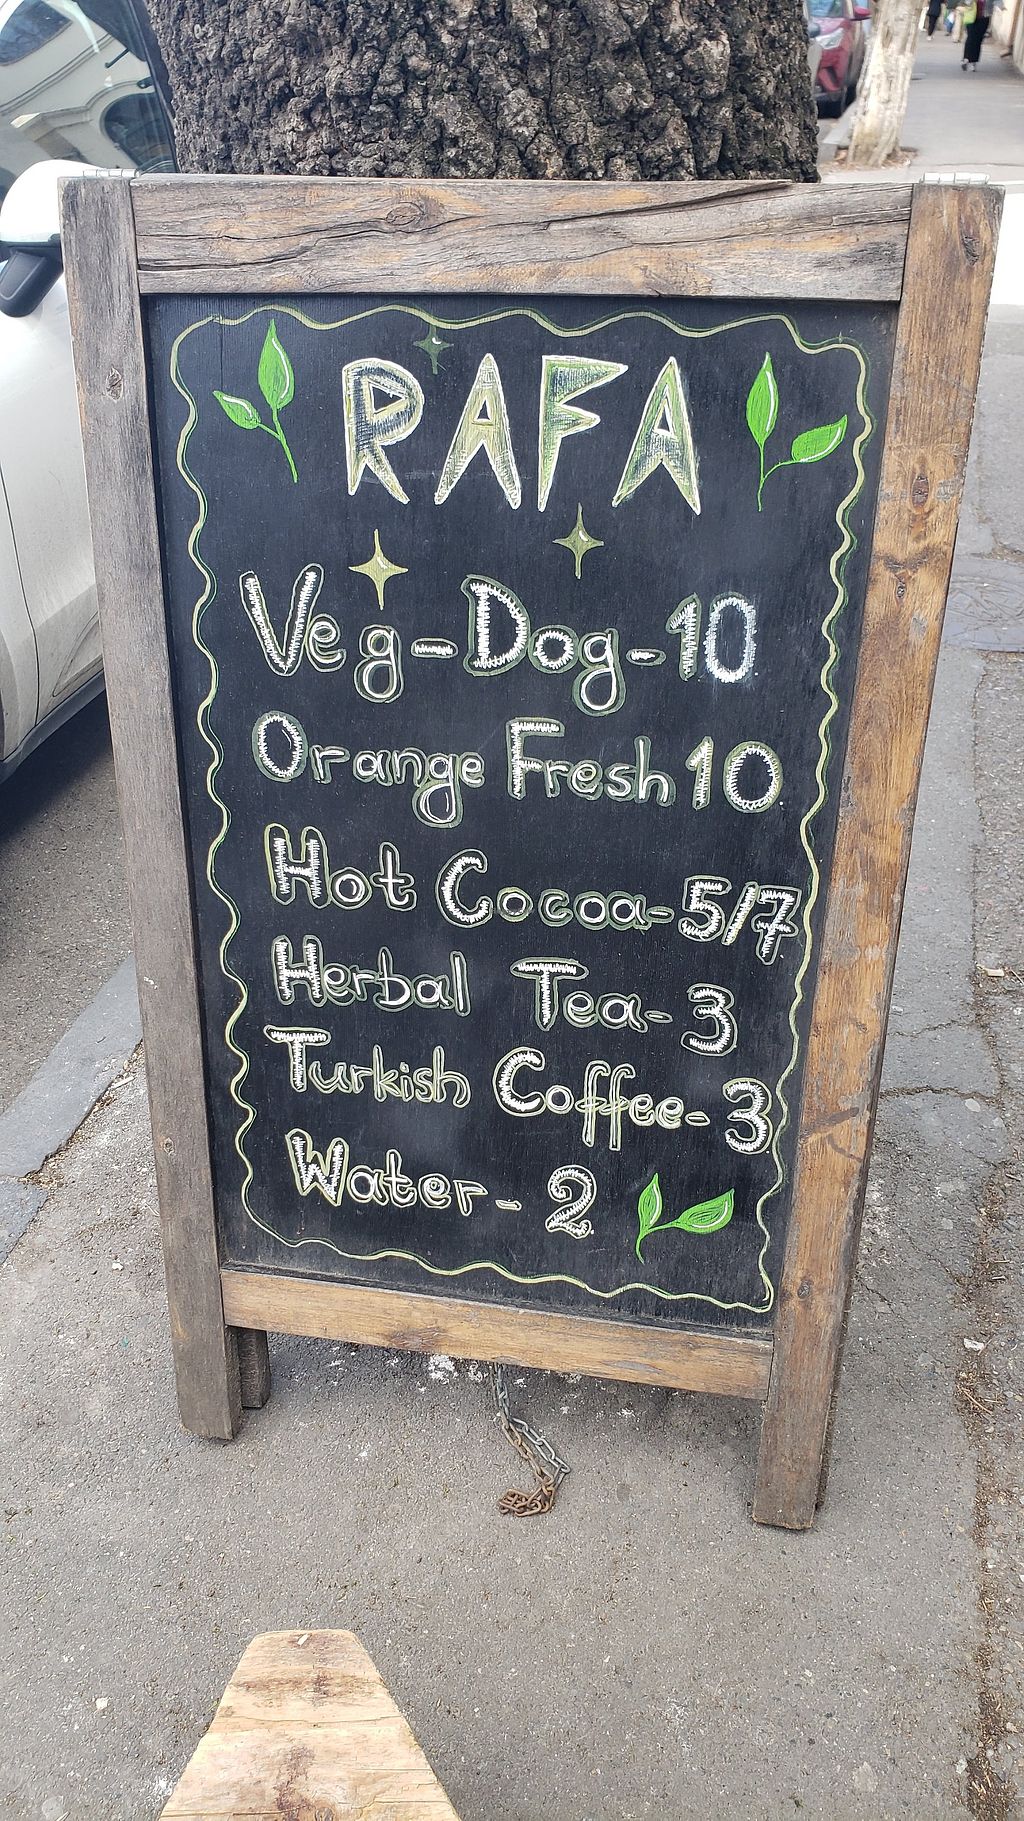 RAFA
Veg-Dog-10
Orange Fresh 10
Hot Cocoa-5/7
Herbal Tea-3
Turkish Coffee-3
Water-2